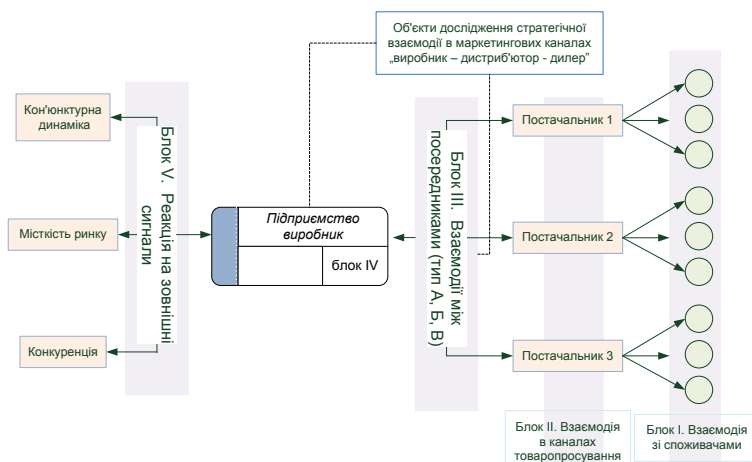 Об'єкти дослідження стратегічної
взаємодії в маркетингових каналах
„виробник – дистриб'ютор - дилер”
Кон'юнктурна
динаміка
Місткість ринку
Конкуренція
Блок V. Реакція на зовнішні
сигнали
Підприємство
виробник
блок IV
Блок III. Взаємодії між
посередниками (тип А, Б, В)
Постачальник 1
Постачальник 2
Постачальник 3
Блок II. Взаємодія
в каналах
товаропросування
Блок I. Взаємодія
зі споживачами